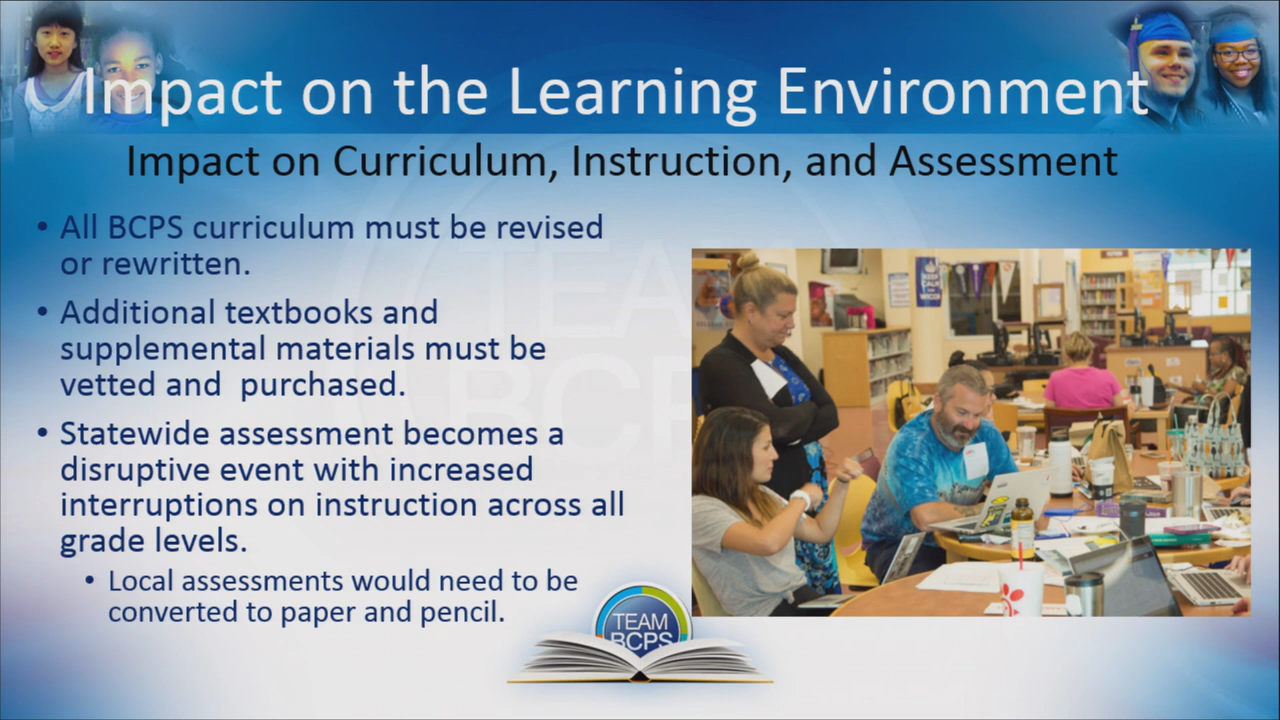 Impact on the Learning Environment
Impact on Curriculum, Instruction, and Assessment
• All BCPS curriculum must be revised
or rewritten.
• Additional textbooks and
supplemental materials must be
vetted and  purchased.
• Statewide assessment becomes a
disruptive event with increased
interruptions on instruction across all
grade levels.
• Local assessments would need to be
converted to paper and pencil.
TEAM
BCPS
KEEP
CALM